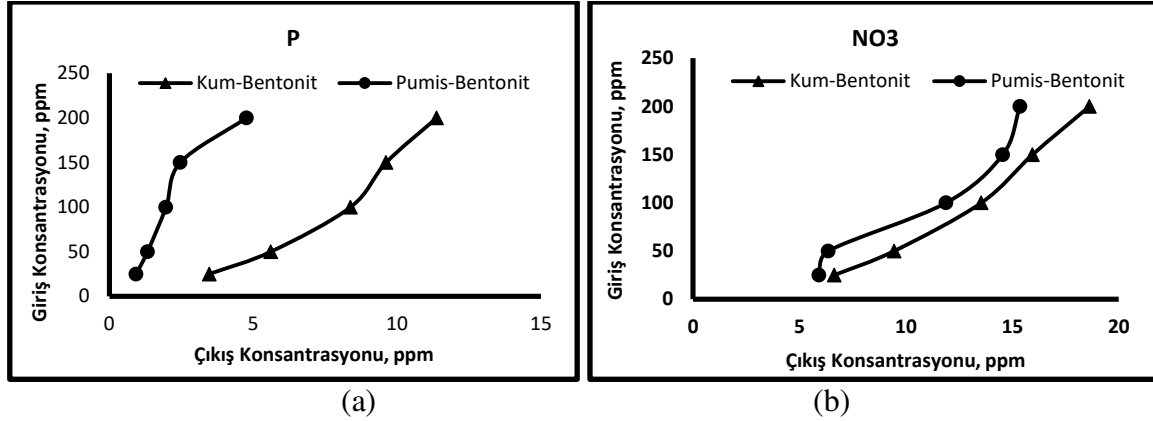 P
Kum-Bentonit
Pumis-Bentonit
Giriş Konsantrasyonu, ppm
250
200
150
100
50
0
0
5
10
15
Çıkış Konsantrasyonu, ppm
(a)
NO3
Kum-Bentonit
Pumis-Bentonit
Giriş Konsantrasyonu, ppm
250
200
150
100
50
0
0
5
10
15
20
Çıkış Konsantrasyonu, ppm
(b)